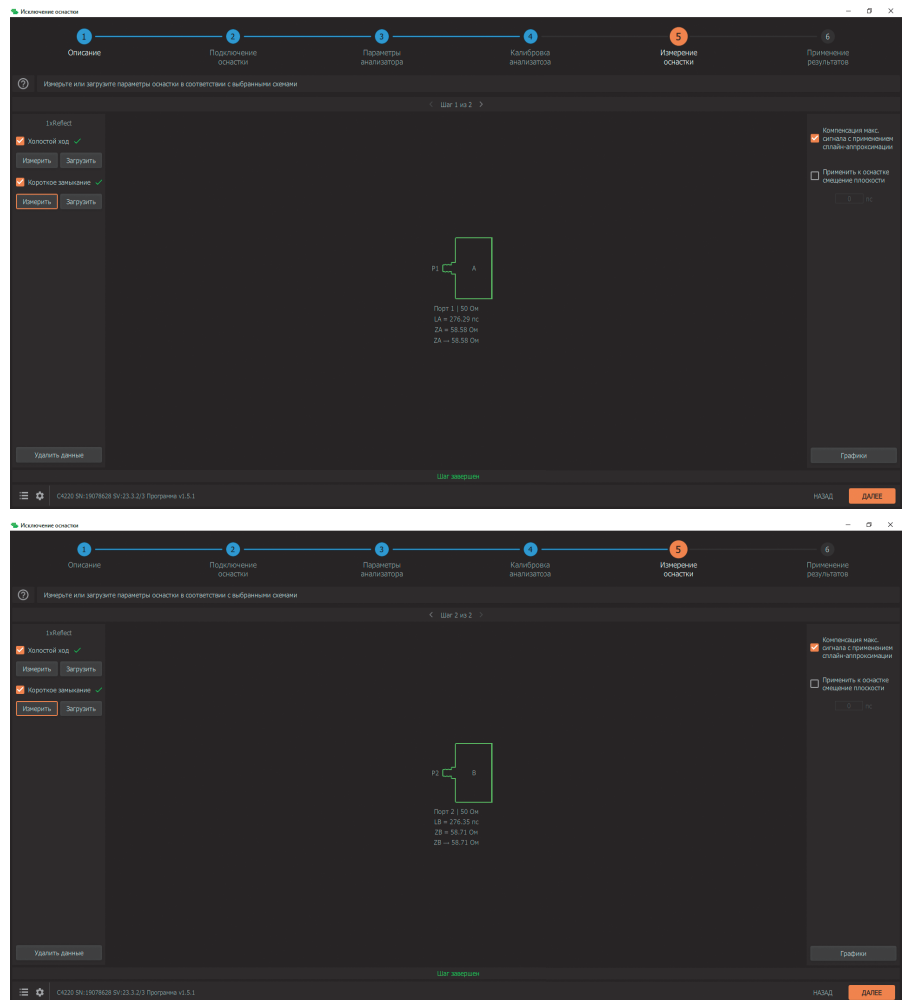 Исключение оснастки
1 2 3 4 5 6
Описание
Подключение
оснастки
Параметры
анализатора
Калибровка
анализатоза
Измерение
оснастки
Применение
результатов
Измерьте или загрузите параметры оснастки в соответствии с выбранными схемами
Шаг 1 из 2
1xReflect
Холостой ход
Измерить Загрузить
Короткое замыкание
Измерить Загрузить
P1 A
Порт 1 | 50 Ом
LA = 276.29 пс
ZA = 58.58 Ом
ZA → 58.58 Ом
Компенсация макс.
сигнала с применением
сплайн-аппроксимации
Применить к оснастке
смещение плоскости
0 пс
Удалить данные
Графики
Шаг завершен
C4220 SN:19078628 SV:23.3.2/3 Программа v1.5.1
НАЗАД ДАЛЕЕ
Исключение оснастки
1 2 3 4 5 6
Описание
Подключение
оснастки
Параметры
анализатора
Калибровка
анализатоза
Измерение
оснастки
Применение
результатов
Измерьте или загрузите параметры оснастки в соответствии с выбранными схемами
Шаг 2 из 2
1xReflect
Холостой ход
Измерить Загрузить
Короткое замыкание
Измерить Загрузить
P2 B
Порт 2 | 50 Ом
LB = 276.35 пс
ZB = 58.71 Ом
ZB → 58.71 Ом
Компенсация макс.
сигнала с применением
сплайн-аппроксимации
Применить к оснастке
смещение плоскости
0 пс
Удалить данные
Графики
Шаг завершен
C4220 SN:19078628 SV:23.3.2/3 Программа v1.5.1
НАЗАД ДАЛЕЕ